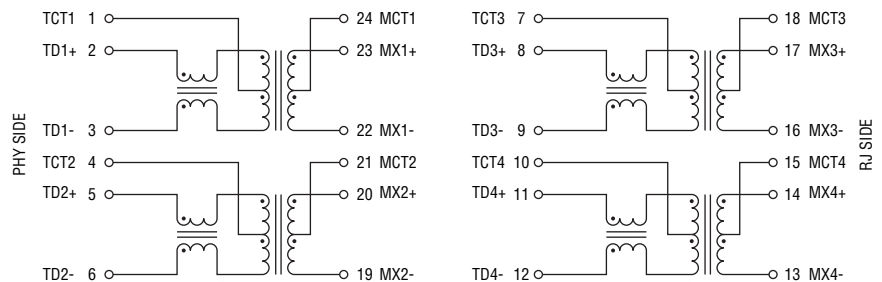 TCT1 1
24 MCT1
TD1+ 2
23 MX1+
TD1- 3
22 MX1-
TCT2 4
21 MCT2
TD2+ 5
20 MX2+
TD2- 6
19 MX2-
PHY SIDE
TCT3 7
18 MCT3
TD3+ 8
17 MX3+
TD3- 9
16 MX3-
TCT4 10
15 MCT4
TD4+ 11
14 MX4+
TD4- 12
13 MX4-
RJ SIDE